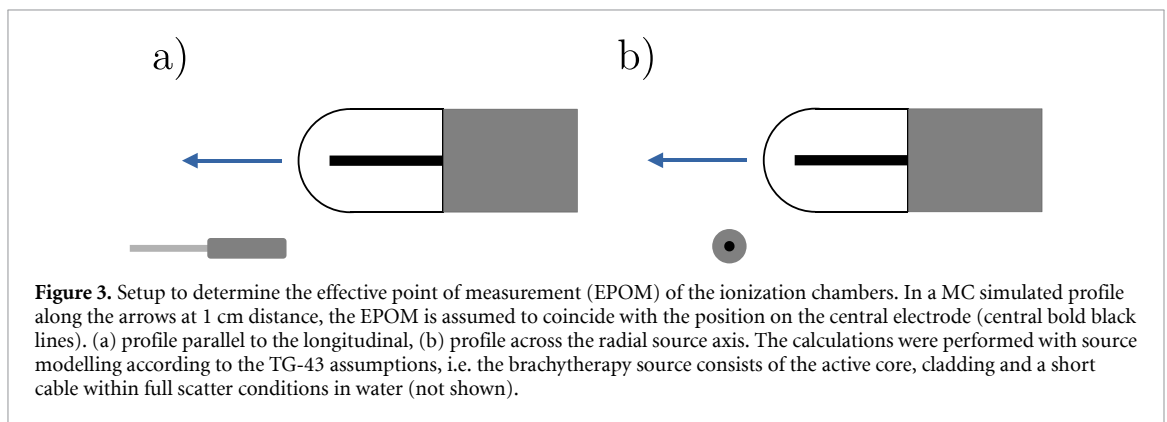 a) b)
Figure 3. Setup to determine the effective point of measurement (EPOM) of the ionization chambers. In a MC simulated profile
along the arrows at 1 cm distance, the EPOM is assumed to coincide with the position on the central electrode (central bold black
lines). (a) profile parallel to the longitudinal, (b) profile across the radial source axis. The calculations were performed with source
modelling according to the TG-43 assumptions, i.e. the brachytherapy source consists of the active core, cladding and a short
cable within full scatter conditions in water (not shown).